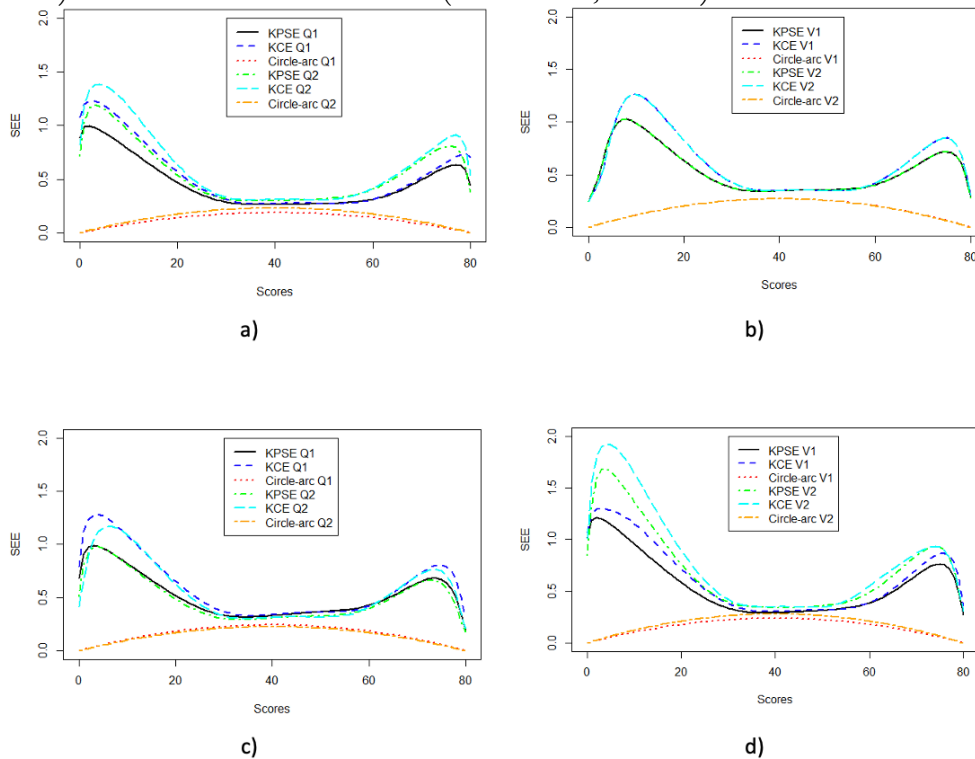 KPSE Q1
KCE Q1
Circle-arc Q1
KPSE Q2
KCE Q2
Circle-arc Q2
SEE
0.0 0.5 1.0 1.5 2.0
0 20 40 60 80
Scores
a)
KPSE V1
KCE V1
Circle-arc V1
KPSE V2
KCE V2
Circle-arc V2
SEE
0.0 0.5 1.0 1.5 2.0
0 20 40 60 80
Scores
b)
KPSE Q1
KCE Q1
Circle-arc Q1
KPSE Q2
KCE Q2
Circle-arc Q2
SEE
0.0 0.5 1.0 1.5 2.0
0 20 40 60 80
Scores
c)
KPSE V1
KCE V1
Circle-arc V1
KPSE V2
KCE V2
Circle-arc V2
SEE
0.0 0.5 1.0 1.5 2.0
0 20 40 60 80
Scores
d)